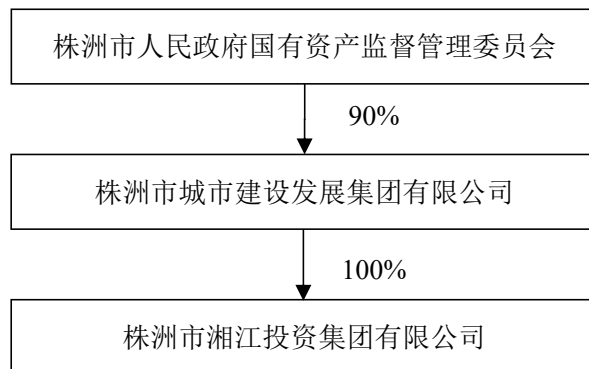 株洲市人民政府国有资产监督管理委员会
90%
株洲市城市建设发展集团有限公司
100%
株洲市湘江投资集团有限公司